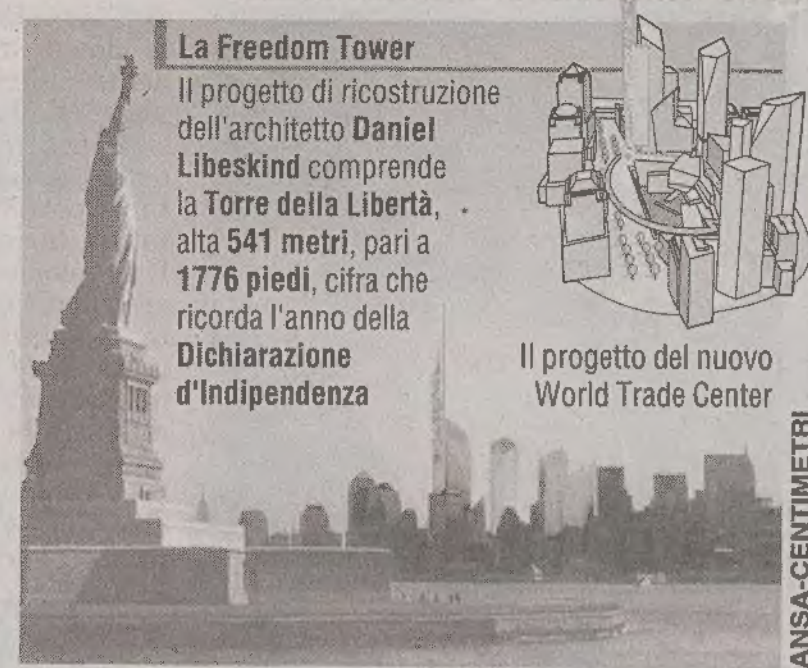 La Freedom Tower
Il progetto di ricostruzione
dell'architetto Daniel
Libeskind comprende
la Torre della Libertà,
alta 541 metri, pari a
1776 piedi, cifra che
ricorda l'anno della
Dichiarazione
d'Indipendenza
Il progetto del nuovo
World Trade Center
ANSA-CENTIMETRI